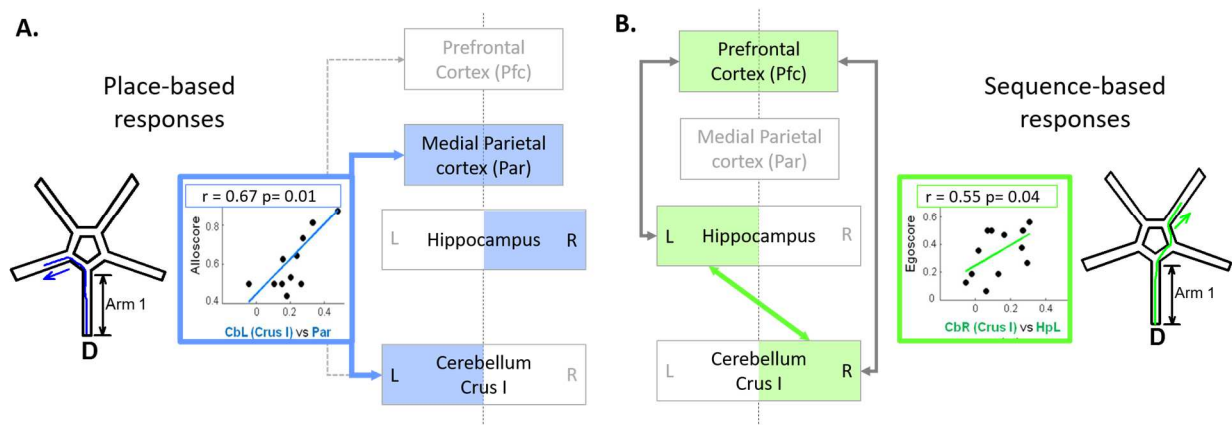 A.
Place-based
responses
D
Arm 1
r = 0.67 p= 0.01
Alloscore
0.8
0.6
0.4
0
0.2
0.4
CbL (Crus I) vs Par
Prefrontal
Cortex (Pfc)
Medial Parietal
cortex (Par)
L
Hippocampus
R
L
Cerebellum
Crus I
R
B.
Prefrontal
Cortex (Pfc)
Medial Parietal
cortex (Par)
L
Hippocampus
R
L
Cerebellum
Crus I
R
Sequence-based
responses
r = 0.55 p= 0.04
Egoscore
0.6
0.4
0.2
0
0
0.2
0.4
CbR (Crus I) vs HpL
Arm 1
D